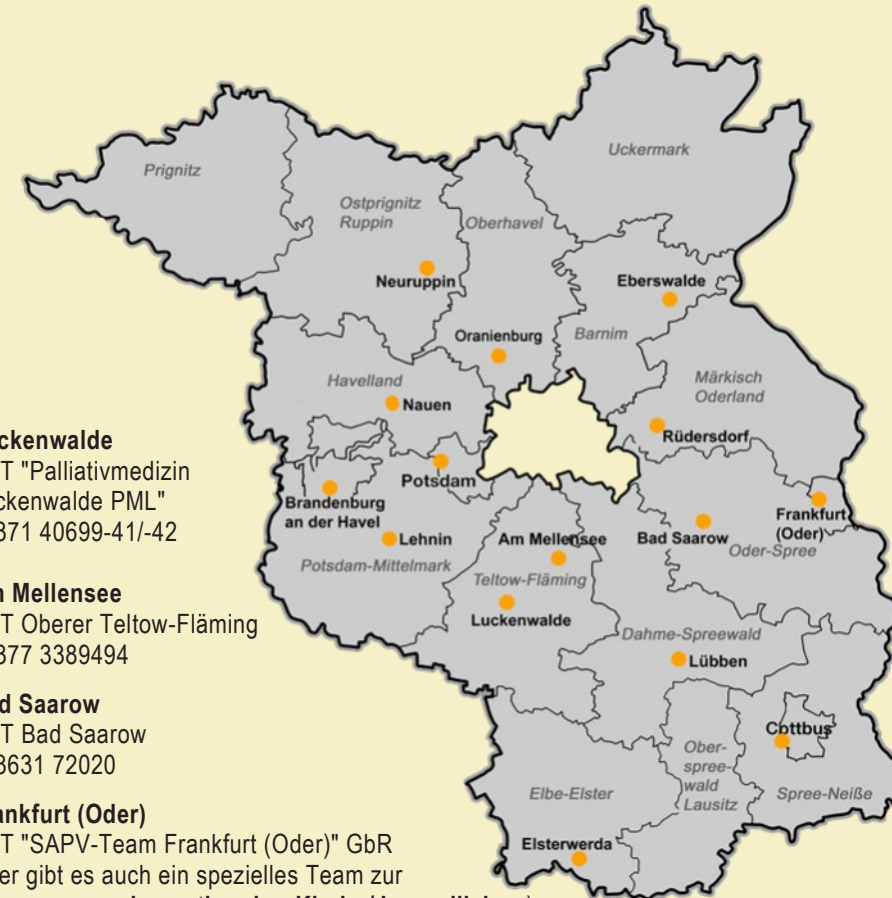 Uckermark
Prignitz
Ostprignitz
Ruppin
Oberhavel
Neuruppin
Eberswalde
Oranienburg
Barnim
Havelland
Märkisch
Oderland
Nauen
Rüdersdorf
Potsdam
Brandenburg
an der Havel
Frankfurt
(Oder)
Lehnin
Am Mellensee
Bad Saarow
Oder-Spree
Potsdam-Mittelmark
Teltow-Fläming
Luckenwalde
Dahme-Spreewald
Lübben
Cottbus
Ober-
spree-
wald
Lausitz
Elbe-Elster
Spree-Neiße
Elsterwerda
ckenwalde
T "Palliativmedizin
ckenwalde PML"
371 40699-41/-42
Mellensee
T Oberer Teltow-Fläming
377 3389494
d Saarow
T Bad Saarow
3631 72020
ankfurt (Oder)
T "SAPV-Team Frankfurt (Oder)" GbR
er gibt es auch ein spezielles Team zur